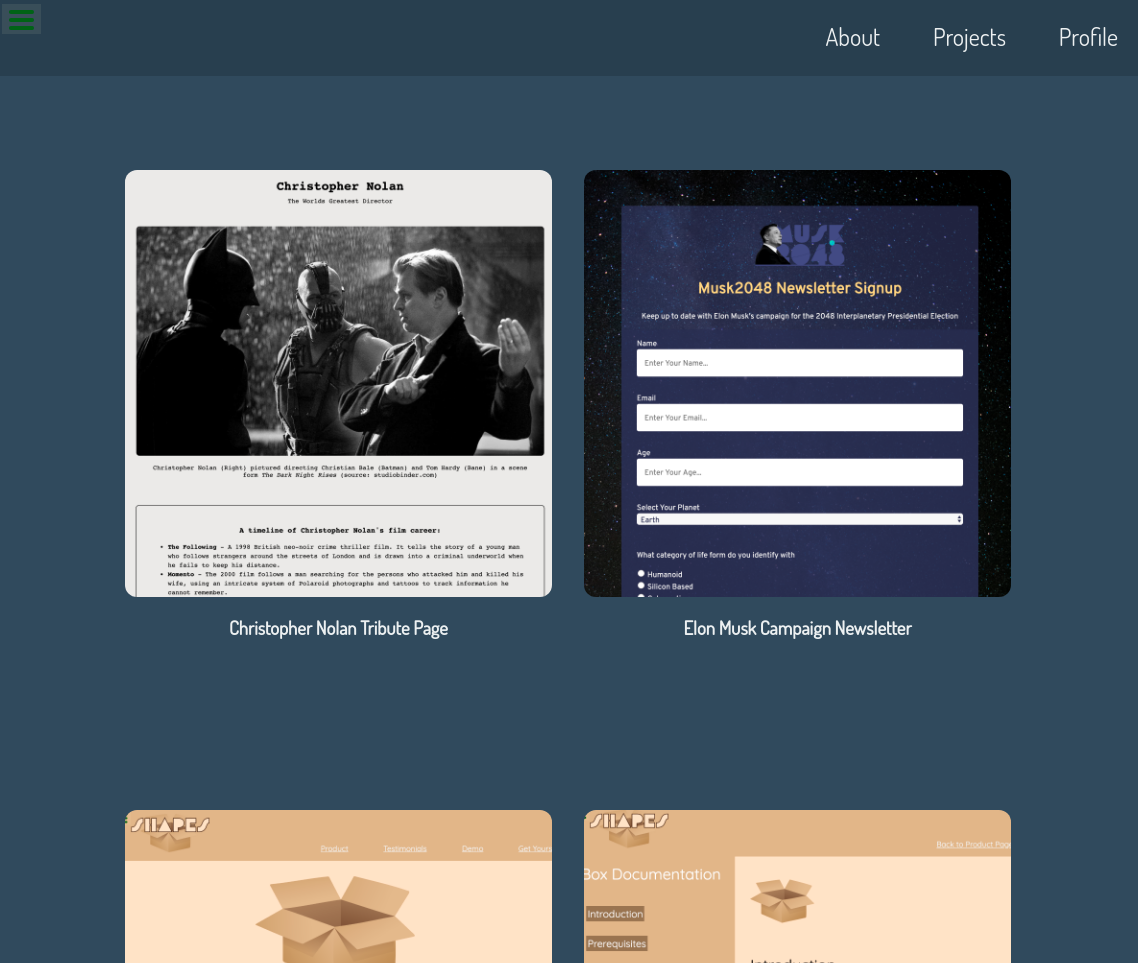 About Projects Profile
Christopher Nolan
The Worlds Greatest Director
Christopher Nolan (Right) pictured directing Christian Bale (Batman) and Tom Hardy (Bane) in a scene
form The Dark Night Rises (source: studiobinder.com)
A timeline of Christopher Nolan's film career:
• The Following - A 1998 British neo-noir crime thriller film. It tells the story of a young man
who follows strangers around the streets of London and is drawn into a criminal underworld when
he fails to keep his distance.
• Momesto - The 2000 film follows a man searching for the persons who attacked him and killed his
wife, using an intricate system of Polaroid photographs and tattoos to track information he
cannot remember.
Christopher Nolan Tribute Page
MUSK
2048
Musk2048 Newsletter Signup
Keep up to date with Elon Musk's campaign for the 2048 Interplanetary Presidential Election
Name
Enter Your Name...
Email
Enter Your Email...
Age
Enter Your Age...
Select Your Planet
Earth
What category of life form do you identify with
Humanoid
Silicon Based
Elon Musk Campaign Newsletter
SHAPES
Product Testimonials Demo Get Yours
SHAPES
Back to Product Page
Box Documentation
Introduction
Prerequisites
Introduction